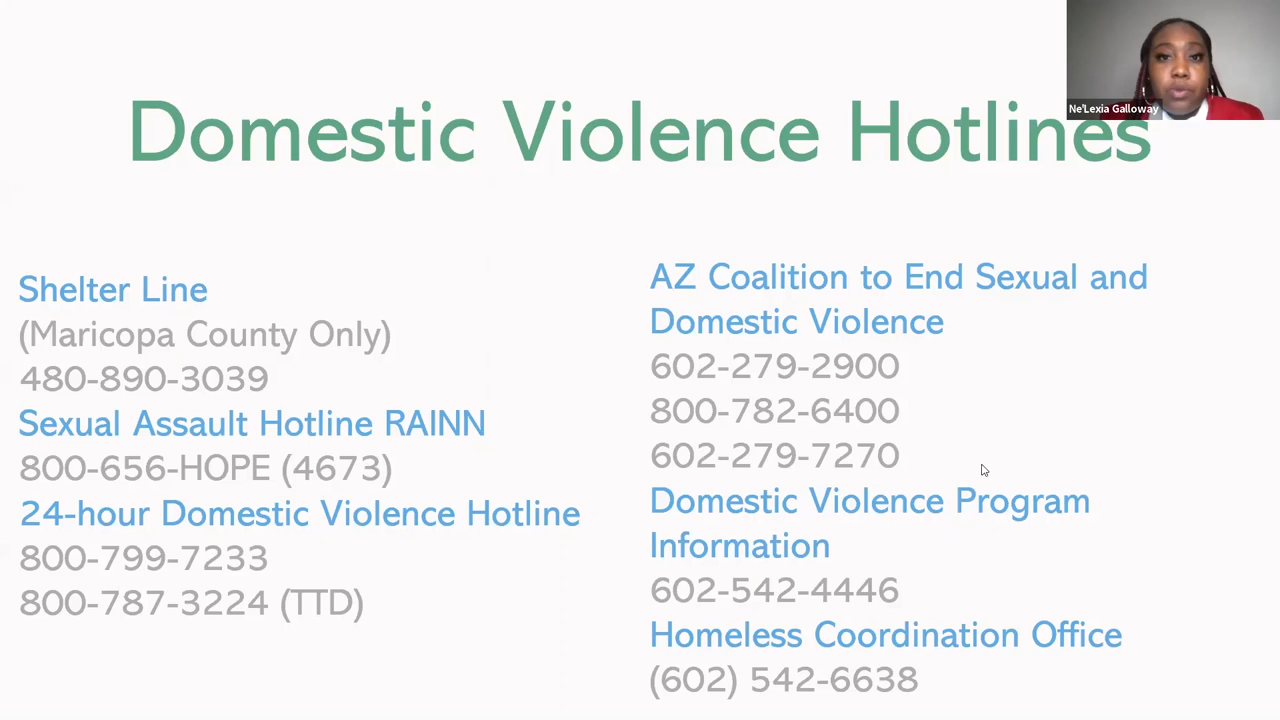 Ne'Lexia Galloway
Domestic Violence Hotlines
Shelter Line
(Maricopa County Only)
480-890-3039
Sexual Assault Hotline RAINN
800-656-HOPE (4673)
24-hour Domestic Violence Hotline
800-799-7233
800-787-3224 (TTD)
AZ Coalition to End Sexual and
Domestic Violence
602-279-2900
800-782-6400
602-279-7270
Domestic Violence Program
Information
602-542-4446
Homeless Coordination Office
(602) 542-6638